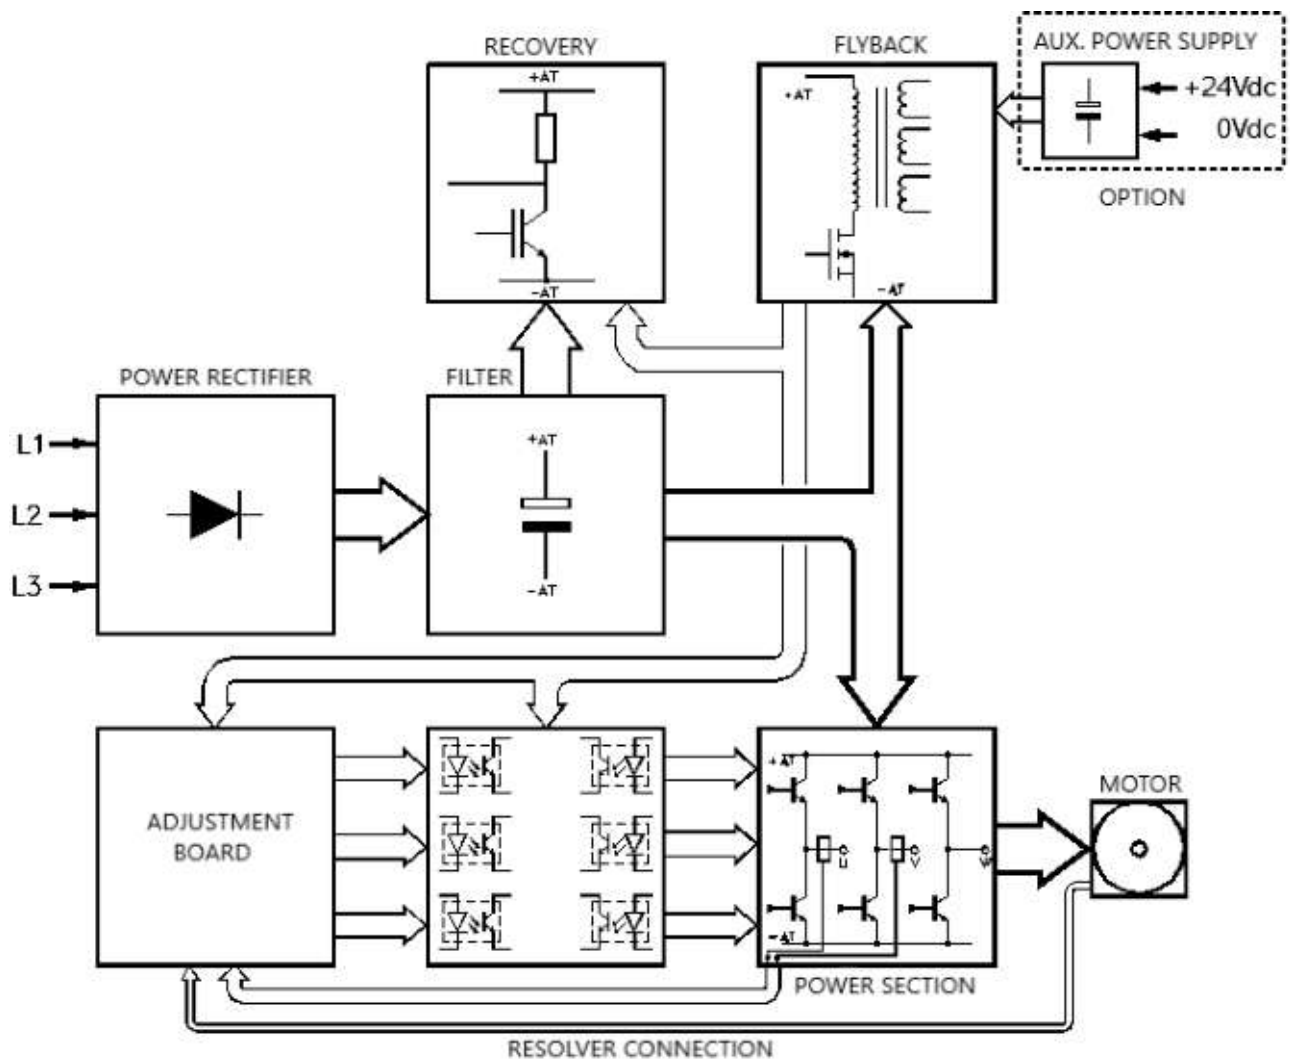 RECOVERY
FLYBACK
AUX. POWER SUPPLY
+AT
+AT
+24Vdc
0Vdc
OPTION
-AT
-AT
POWER RECTIFIER
FILTER
L1
+AT
L2
L3
-AT
+AT
MOTOR
ADJUSTMENT
BOARD
U
V
W
-AT
POWER SECTION
RESOLVER CONNECTION